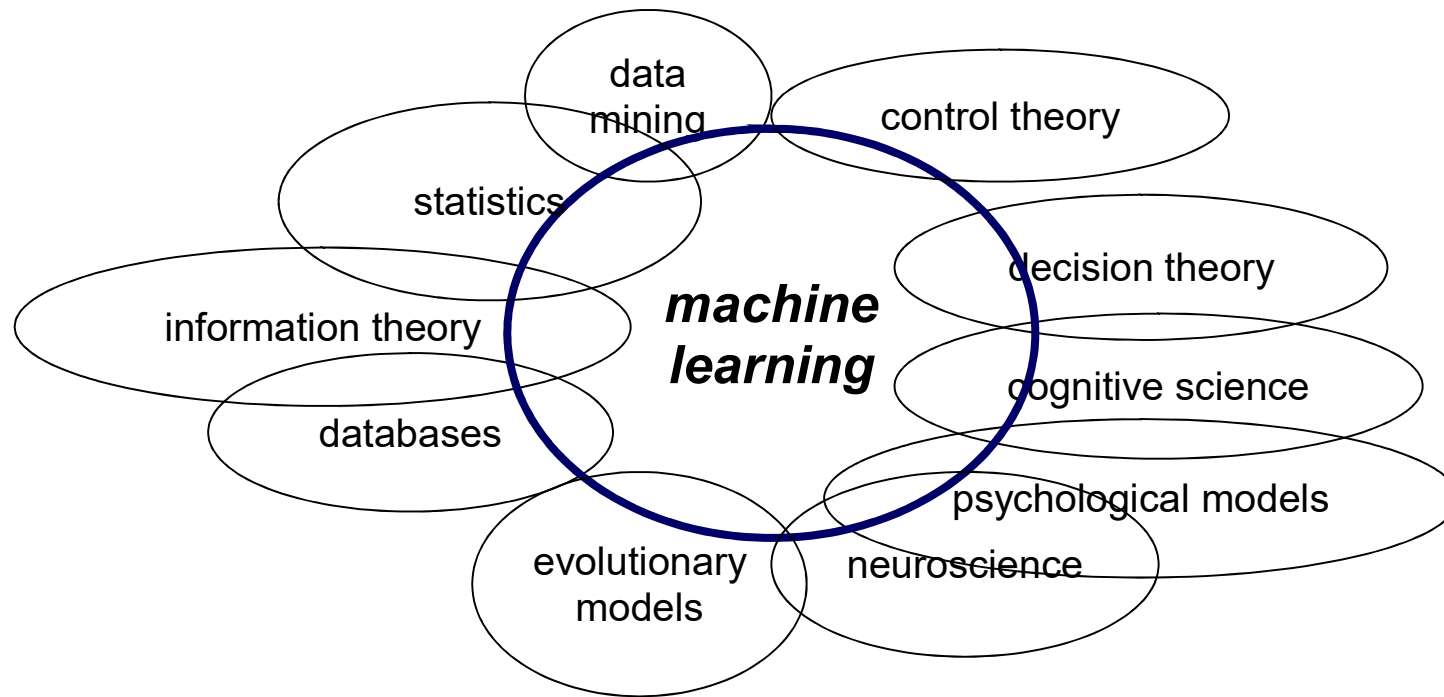 data
mining
control theory
statistics
decision theory
machine
learning
information theory
cognitive science
databases
psychological models
evolutionary
models
neuroscience